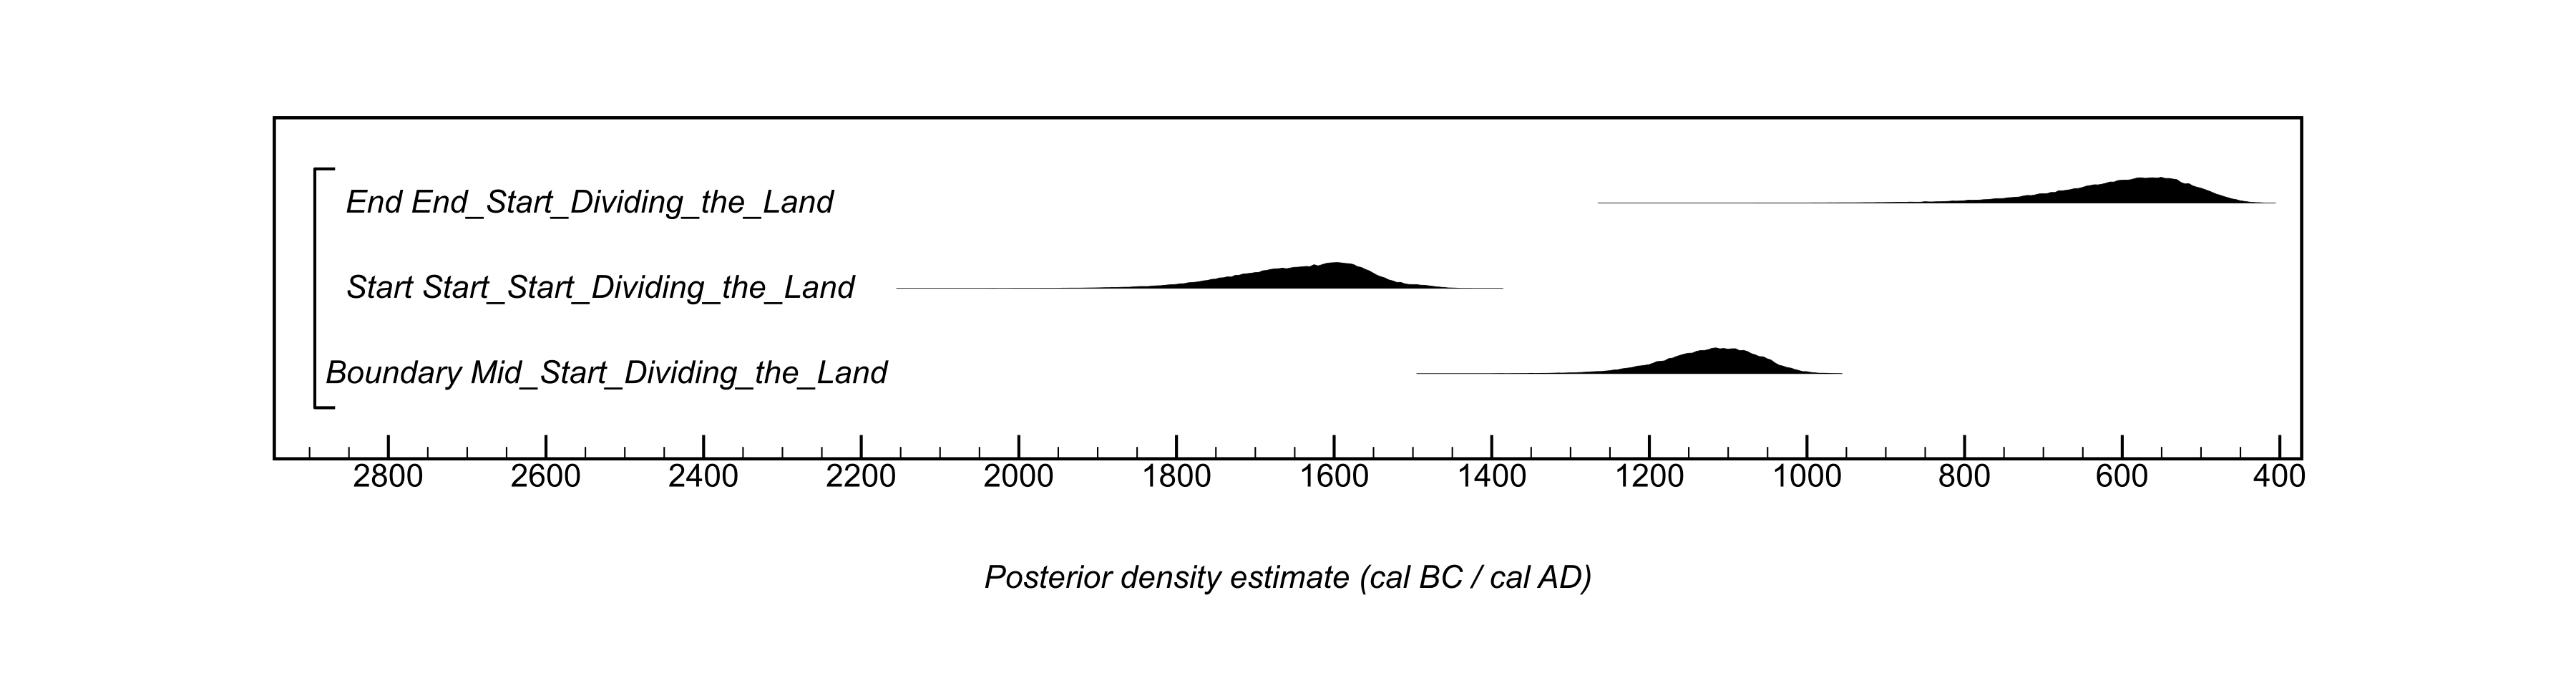 End End_Start_Dividing_the_Land
Start Start_Start_Dividing_the_Land
Boundary Mid_Start_Dividing_the_Land
2800 2600 2400 2200 2000 1800 1600 1400 1200 1000 800 600 400
Posterior density estimate (cal BC / cal AD)